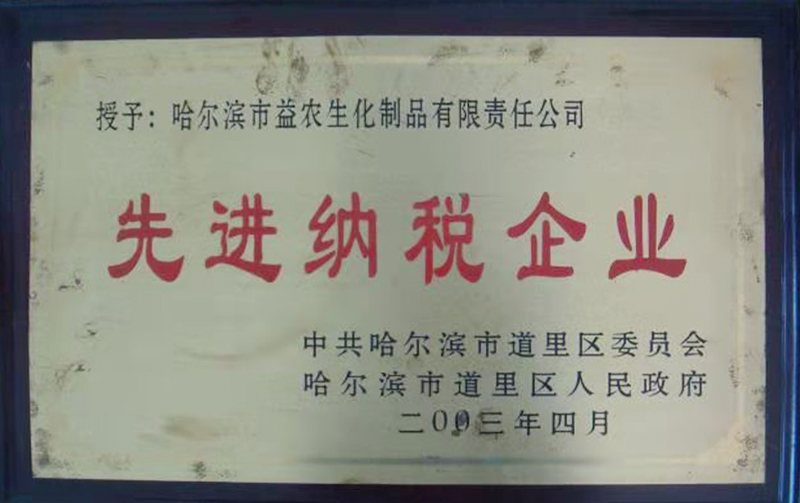 授予：哈尔滨市益农生化制品有限责任公司
先进纳税企业
中共哈尔滨市道里区委员会
哈尔滨市道里区人民政府
二00三年四月